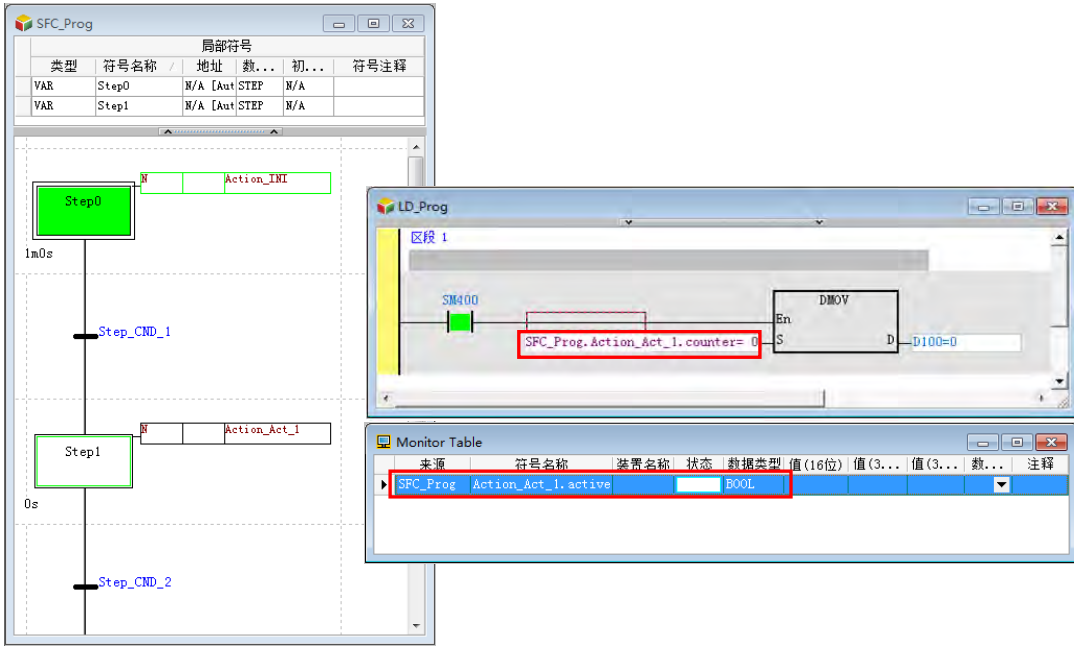 SFC_Prog
局部符号
类型 符号名称 地址 数... 初... 符号注释
VAR Step0 N/A [Aut STEP N/A
VAR Step1 N/A [Aut STEP N/A
N Action_INI
Step0
1m0s
Step_CND_1
N Action_Act_1
Step1
0s
Step_CND_2
LD_Prog
区段 1
SM400
DMOV
En
SFC_Prog.Action_Act_1.counter= 0 S D D100=0
Monitor Table
来源 符号名称 装置名称 状态 数据类型 值(16位) 值(3... 值(3... 数... 注释
SFC_Prog Action_Act_1.active BOOL